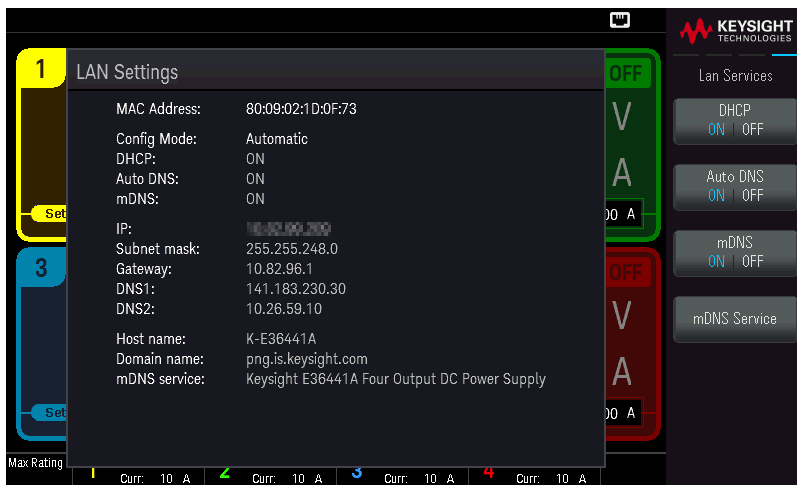 KEYSIGHT
TECHNOLOGIES
1
LAN Settings
OFF
Lan Services
MAC Address: 80:09:02:1D:0F:73
V
DHCP
ON | OFF
Config Mode: Automatic
DHCP: ON
Auto DNS: ON
mDNS: ON
A
Auto DNS
ON | OFF
Set
00 A
IP:
Subnet mask: 255.255.248.0
mDNS
ON | OFF
3
Gateway: 10.82.96.1
OFF
DNS1: 141.183.230.30
DNS2: 10.26.59.10
V
mDNS Service
Host name: K-E36441A
Domain name: png.is.keysight.com
mDNS service: Keysight E36441A Four Output DC Power Supply
A
Set
00 A
Max Rating
1 Curr: 10 A 2 Curr: 10 A 3 Curr: 10 A 4 Curr: 10 A